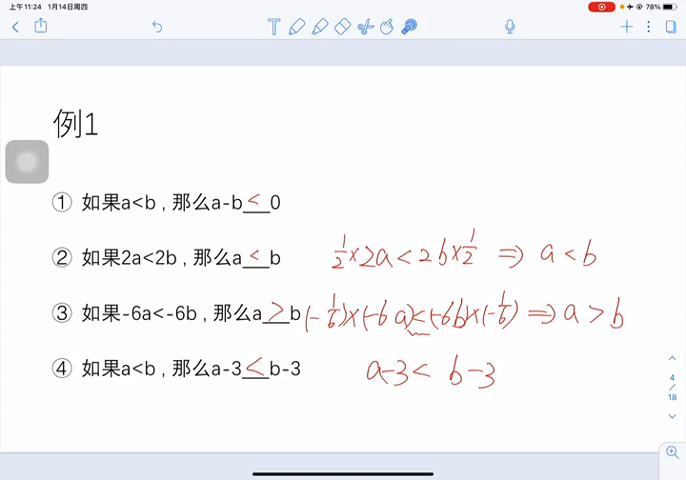 上午11:24 1月14日周四 78%
例1
① 如果a<b , 那么a-b<0
② 如果2a<2b , 那么a<b ½×2a<2b×½ ⇒ a<b
③ 如果-6a<-6b , 那么a>b (-1/6)×(-6a)<(-6b)×(-1/6) ⇒ a>b
④ 如果a<b , 那么a-3<b-3 a-3<b-3
4
/
18